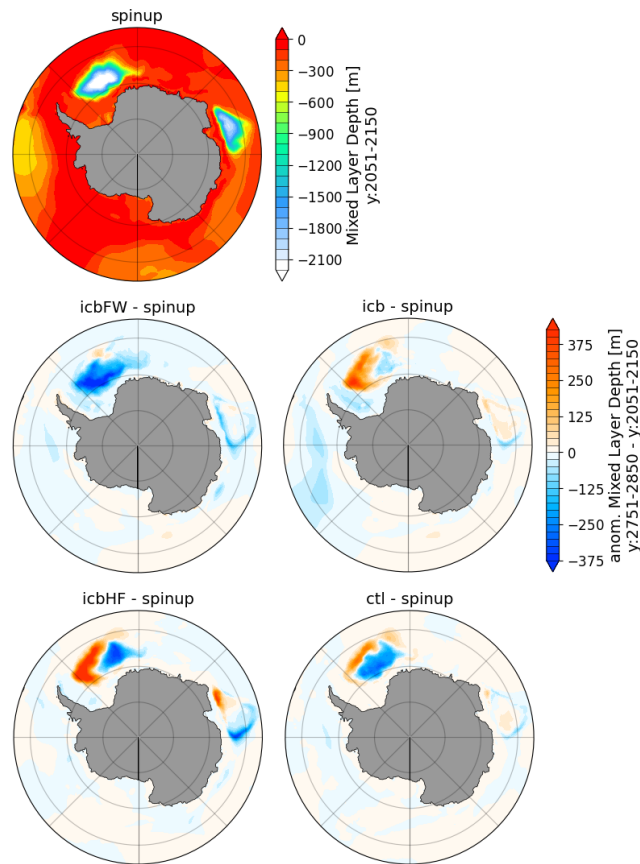 spinup
0
−300
−600
−900
−1200
−1500
−1800
−2100
Mixed Layer Depth [m]
y:2051-2150
icbFW - spinup
icb - spinup
375
250
125
0
−125
−250
−375
anom. Mixed Layer Depth [m]
y:2751-2850 - y:2051-2150
icbHF - spinup
ctl - spinup